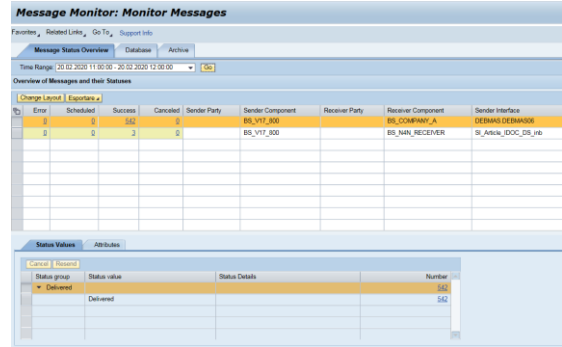 Message Monitor: Monitor Messages
Favorites Related Links Go To Support Info
Message Status Overview Database Archive
Time Range: 20.02.2020 11:00:00 - 20.02.2020 12:00:00 Go
Overview of Messages and their Statuses
Change Layout Exportare
Error Scheduled Success Canceled Sender Party Sender Component Receiver Party Receiver Component Sender Interface
0 0 542 0 BS_V17_800 BS_COMPANY_A DEBMAS.DEBMAS06
0 0 3 0 BS_V17_800 BS_N4N_RECEIVER SI_Article_IDOC_DS_inb
Status Values Attributes
Cancel Resend
Status group Status value Status Details Number
Delivered 542
Delivered 542